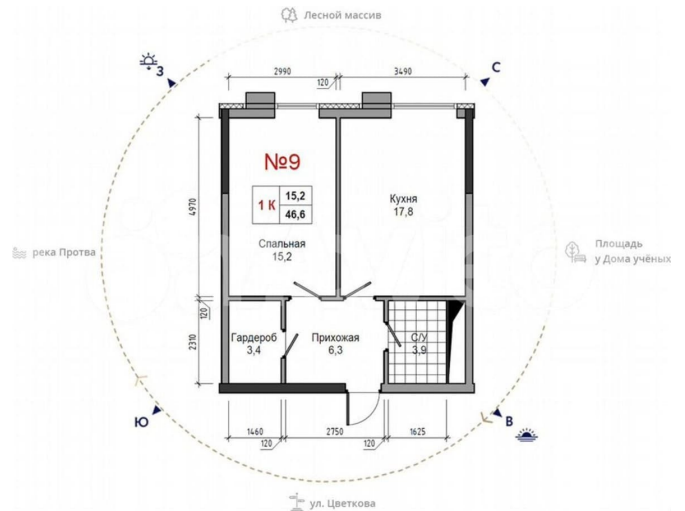 Лесной массив
З
С
2990
3490
120
120
№9
1 К
15,2
46,6
Кухня
17,8
4970
Спальная
15,2
река Протва
Площадь
у Дома учёных
120
2310
Гардероб
3,4
Прихожая
6,3
С/У
3,9
Ю
В
1460
2750
1625
120
120
ул. Цветкова